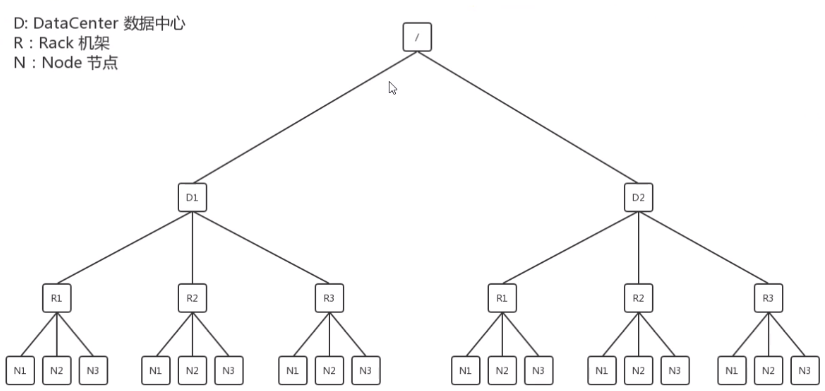 D: DataCenter 数据中心
R：Rack 机架
N：Node 节点
/
D1 D2
R1 R2 R3 R1 R2 R3
N1 N2 N3 N1 N2 N3 N1 N2 N3 N1 N2 N3 N1 N2 N3 N1 N2 N3